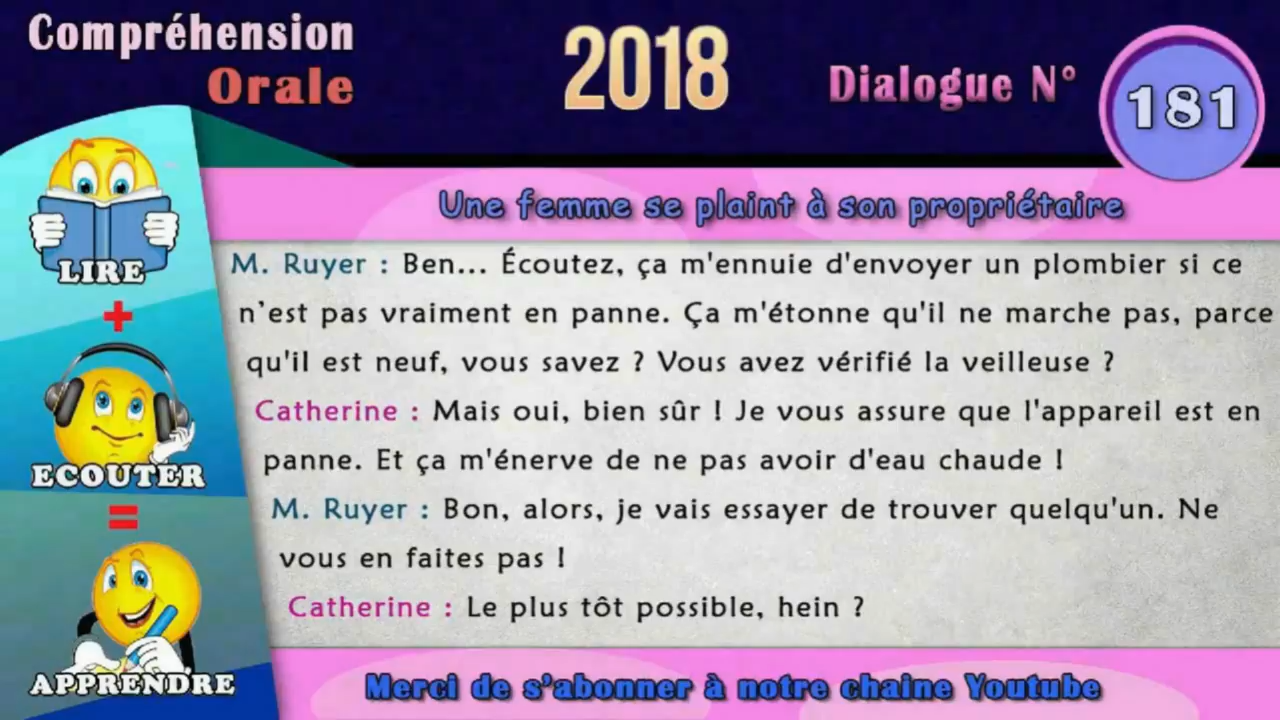 Compréhension
Orale
2018
Dialogue N°
181
Une femme se plaint à son propriétaire
M. Ruyer : Ben... Écoutez, ça m'ennuie d'envoyer un plombier si ce
n’est pas vraiment en panne. Ça m'étonne qu'il ne marche pas, parce
qu'il est neuf, vous savez ? Vous avez vérifié la veilleuse ?
Catherine : Mais oui, bien sûr ! Je vous assure que l'appareil est en
panne. Et ça m'énerve de ne pas avoir d'eau chaude !
M. Ruyer : Bon, alors, je vais essayer de trouver quelqu'un. Ne
vous en faites pas !
Catherine : Le plus tôt possible, hein ?
LIRE
+
ECOUTER
=
APPRENDRE
Merci de s’abonner à notre chaine Youtube